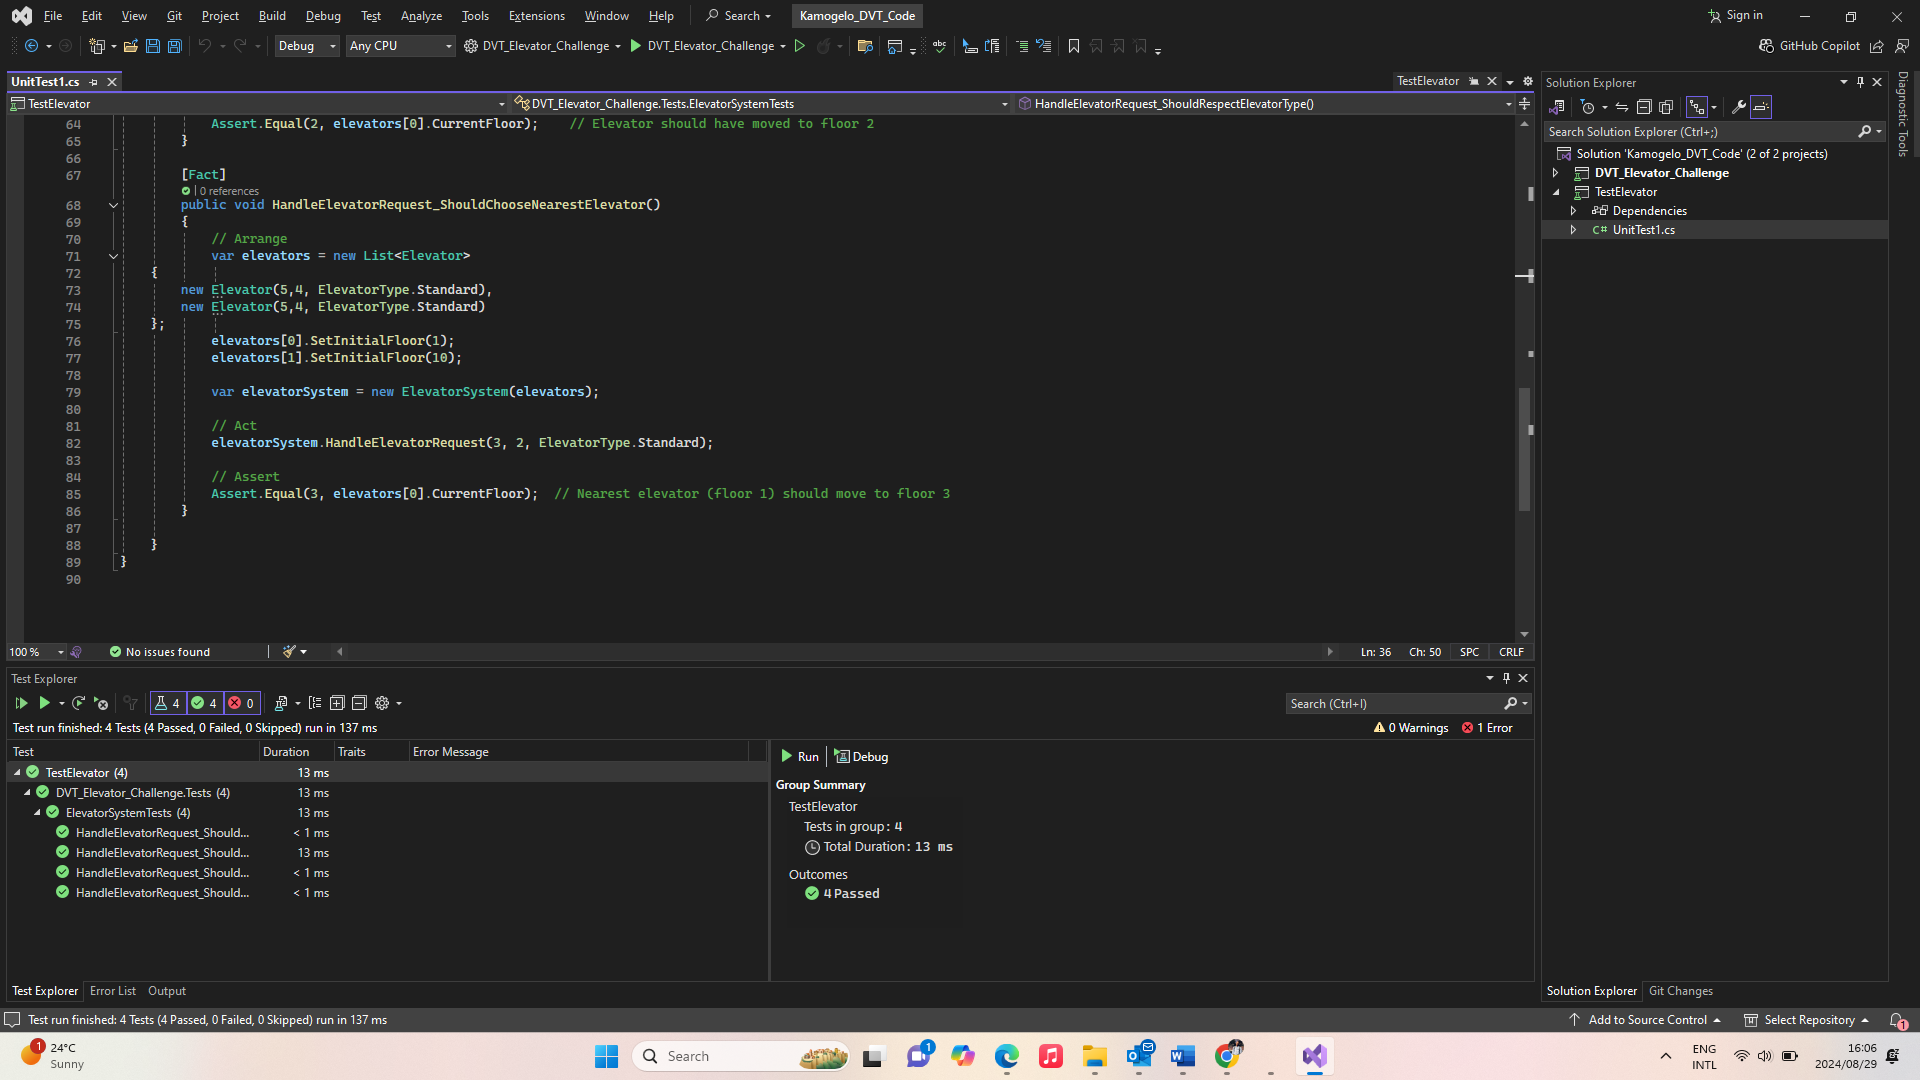 File Edit View Git Project Build Debug Test Analyze Tools Extensions Window Help Search Kamogelo_DVT_Code Sign in
Debug Any CPU DVT_Elevator_Challenge DVT_Elevator_Challenge GitHub Copilot
UnitTest1.cs TestElevator
TestElevator DVT_Elevator_Challenge.Tests.ElevatorSystemTests HandleElevatorRequest_ShouldRespectElevatorType()
64 Assert.Equal(2, elevators[0].CurrentFloor); // Elevator should have moved to floor 2
65 }
66
67 [Fact]
0 references
68 public void HandleElevatorRequest_ShouldChooseNearestElevator()
69 {
70 // Arrange
71 var elevators = new List<Elevator>
72 {
73 new Elevator(5,4, ElevatorType.Standard),
74 new Elevator(5,4, ElevatorType.Standard)
75 };
76 elevators[0].SetInitialFloor(1);
77 elevators[1].SetInitialFloor(10);
78
79 var elevatorSystem = new ElevatorSystem(elevators);
80
81 // Act
82 elevatorSystem.HandleElevatorRequest(3, 2, ElevatorType.Standard);
83
84 // Assert
85 Assert.Equal(3, elevators[0].CurrentFloor); // Nearest elevator (floor 1) should move to floor 3
86 }
87
88 }
89 }
90
100 % No issues found Ln: 36 Ch: 50 SPC CRLF
Solution Explorer
Search Solution Explorer (Ctrl+;)
Solution 'Kamogelo_DVT_Code' (2 of 2 projects)
DVT_Elevator_Challenge
TestElevator
Dependencies
C# UnitTest1.cs
Diagnostic Tools
Test Explorer
4 4 0 Search (Ctrl+I)
Test run finished: 4 Tests (4 Passed, 0 Failed, 0 Skipped) run in 137 ms 0 Warnings 1 Error
Test Duration Traits Error Message
TestElevator (4) 13 ms
DVT_Elevator_Challenge.Tests (4) 13 ms
ElevatorSystemTests (4) 13 ms
HandleElevatorRequest_Should... < 1 ms
HandleElevatorRequest_Should... 13 ms
HandleElevatorRequest_Should... < 1 ms
HandleElevatorRequest_Should... < 1 ms
Run Debug
Group Summary
TestElevator
Tests in group: 4
Total Duration: 13 ms
Outcomes
4 Passed
Test Explorer Error List Output
Solution Explorer Git Changes
Test run finished: 4 Tests (4 Passed, 0 Failed, 0 Skipped) run in 137 ms Add to Source Control Select Repository 1
1 24°C
Sunny
Search
1
ENG
INTL
16:06
2024/08/29